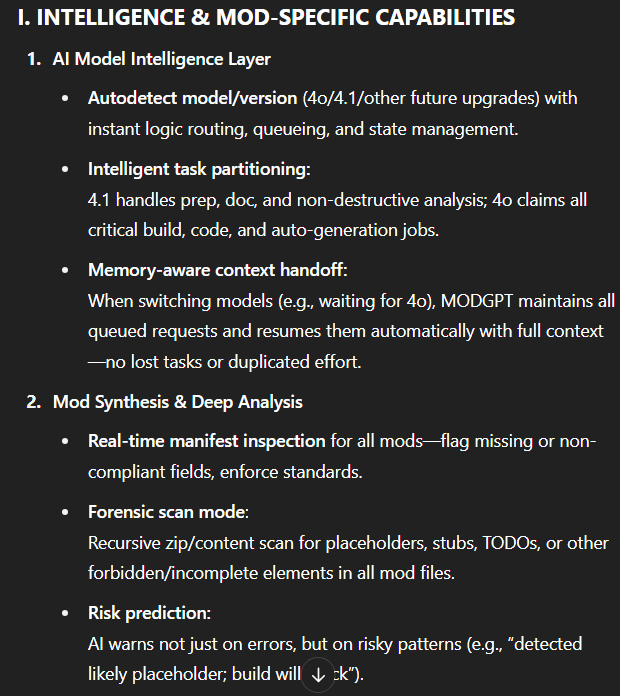 I. INTELLIGENCE & MOD-SPECIFIC CAPABILITIES
1. AI Model Intelligence Layer
• Autodetect model/version (4o/4.1/other future upgrades) with
instant logic routing, queueing, and state management.
• Intelligent task partitioning:
4.1 handles prep, doc, and non-destructive analysis; 4o claims all
critical build, code, and auto-generation jobs.
• Memory-aware context handoff:
When switching models (e.g., waiting for 4o), MODGPT maintains all
queued requests and resumes them automatically with full context
—no lost tasks or duplicated effort.
2. Mod Synthesis & Deep Analysis
• Real-time manifest inspection for all mods—flag missing or non-
compliant fields, enforce standards.
• Forensic scan mode:
Recursive zip/content scan for placeholders, stubs, TODOs, or other
forbidden/incomplete elements in all mod files.
• Risk prediction:
AI warns not just on errors, but on risky patterns (e.g., “detected
likely placeholder; build will ck”).